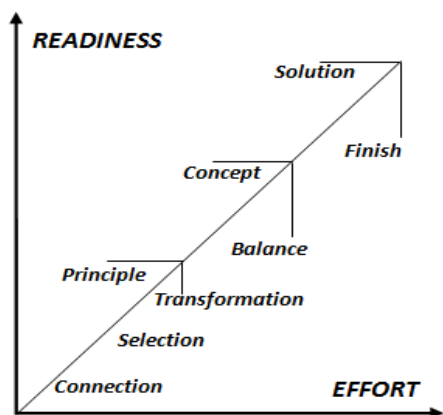 READINESS
Solution
Finish
Concept
Balance
Principle
Transformation
Selection
Connection
EFFORT